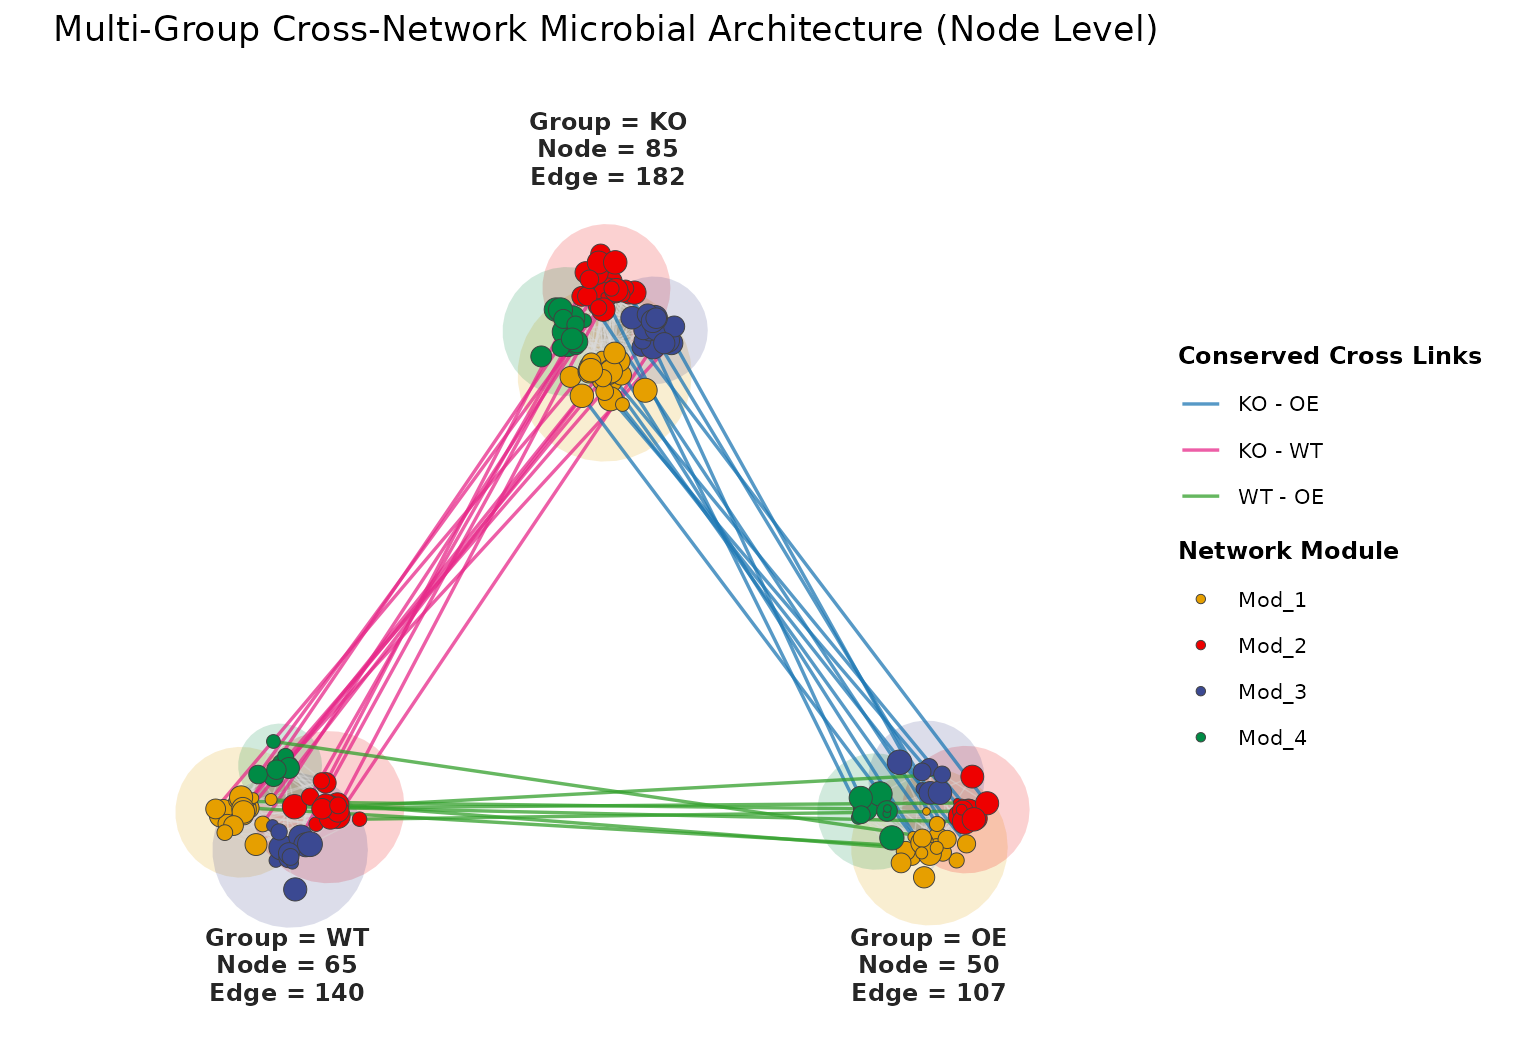 Multi-Group Cross-Network Microbial Architecture (Node Level)
Group = KO
Node = 85
Edge = 182
Conserved Cross Links
KO - OE
KO - WT
WT - OE
Network Module
Mod_1
Mod_2
Mod_3
Mod_4
Group = WT
Node = 65
Edge = 140
Group = OE
Node = 50
Edge = 107